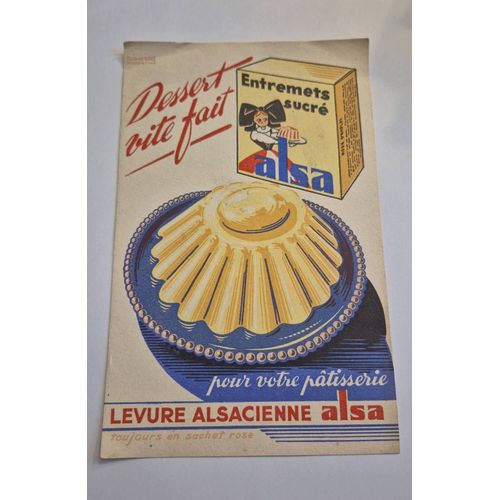 Dessert
vite fait
Entremets
sucré
alsa
pour votre pâtisserie
LEVURE ALSACIENNE alsa
toujours en sachet rose